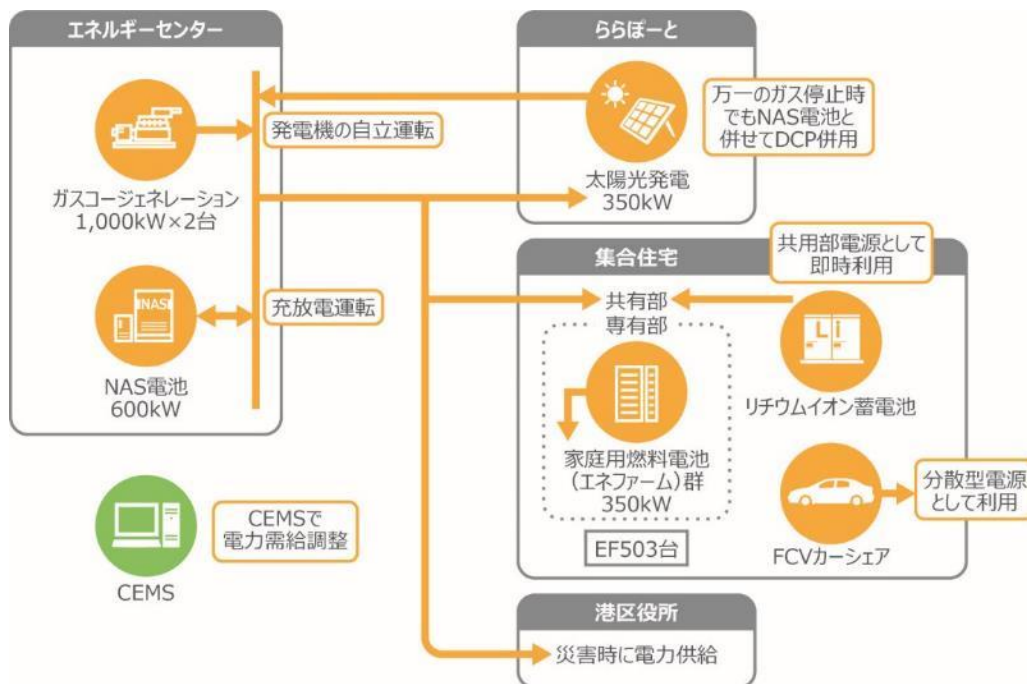 エネルギーセンター
発電機の自立運転
ガスコージェネレーション
1,000kW×2台
NAS
充放電運転
NAS電池
600kW
CEMSで
電力需給調整
CEMS
ららぽーと
万一のガス停止時
でもNAS電池と
併せてDCP併用
太陽光発電
350kW
集合住宅
共用部電源として
即時利用
共有部
専有部
Li
リチウムイオン蓄電池
家庭用燃料電池
（エネファーム）群
350kW
EF503台
分散型電源
として利用
FCVカーシェア
港区役所
災害時に電力供給